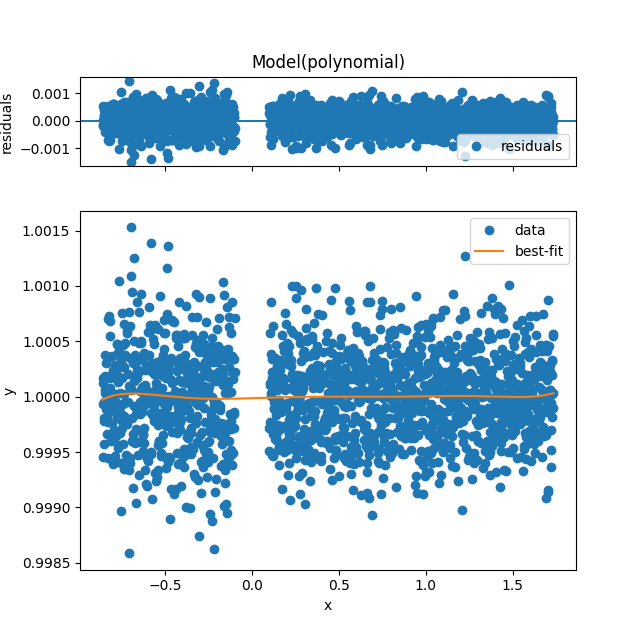 Model(polynomial)
0.001
0.000
−0.001
residuals
residuals
1.0015
1.0010
1.0005
1.0000
0.9995
0.9990
0.9985
y
data
best-fit
−0.5
0.0
0.5
1.0
1.5
x